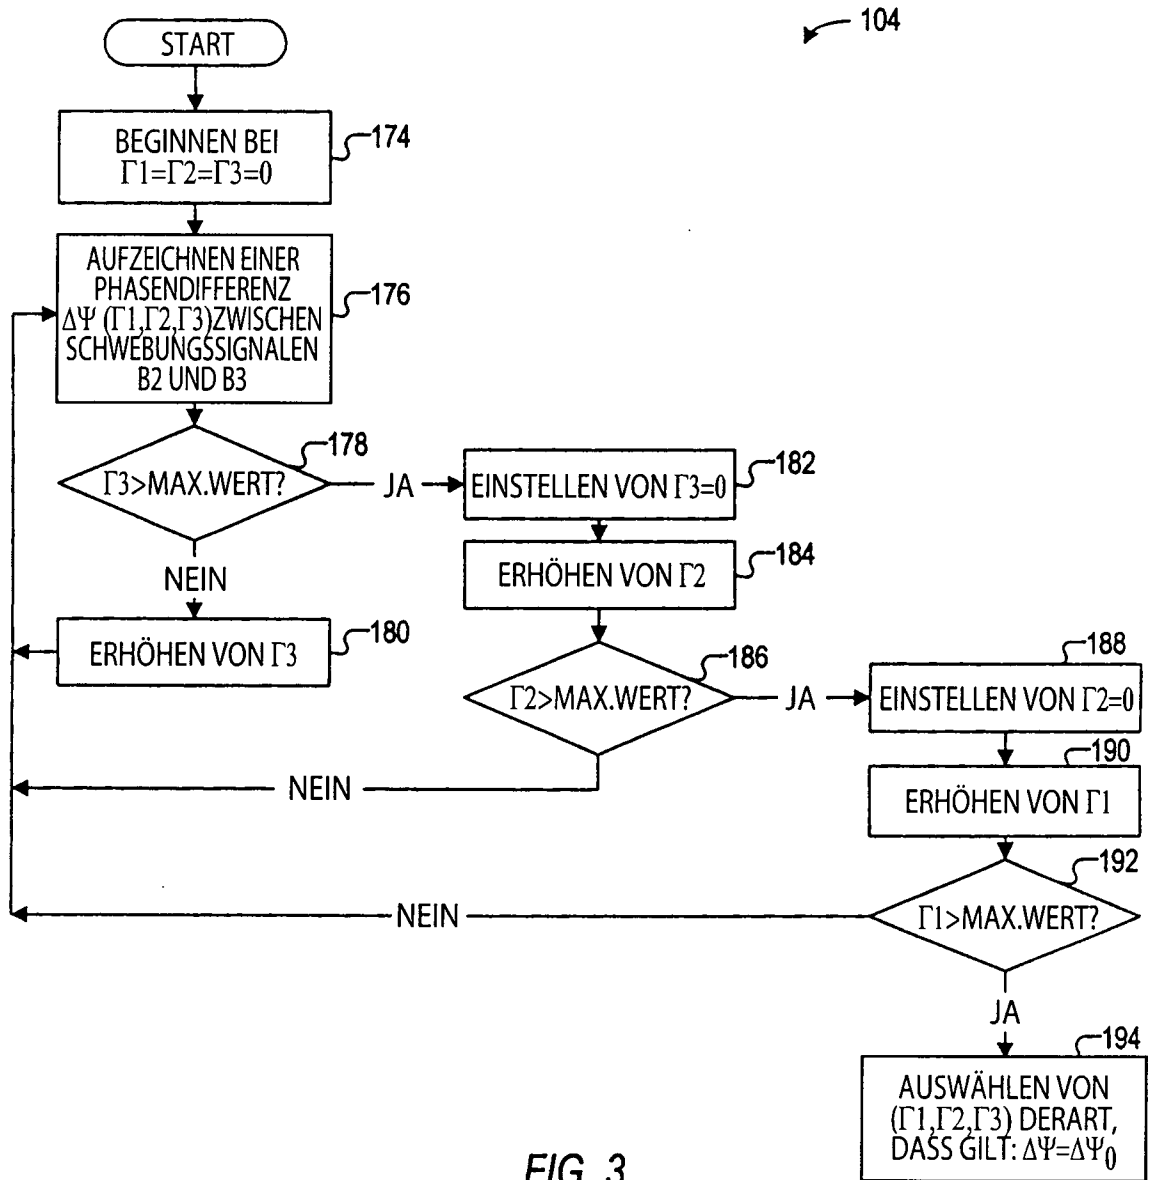 104
START
BEGINNEN BEI
Γ1=Γ2=Γ3=0
174
AUFZEICHNEN EINER
PHASENDIFFERENZ
ΔΨ (Γ1,Γ2,Γ3)ZWISCHEN
SCHWEBUNGSSIGNALEN
B2 UND B3
176
178
Γ3>MAX.WERT?
JA
EINSTELLEN VON Γ3=0
182
ERHÖHEN VON Γ2
184
NEIN
ERHÖHEN VON Γ3
180
186
Γ2>MAX.WERT?
JA
188
EINSTELLEN VON Γ2=0
190
ERHÖHEN VON Γ1
NEIN
192
Γ1>MAX.WERT?
NEIN
JA
194
AUSWÄHLEN VON
(Γ1,Γ2,Γ3) DERART,
DASS GILT: ΔΨ=ΔΨ₀
FIG. 3